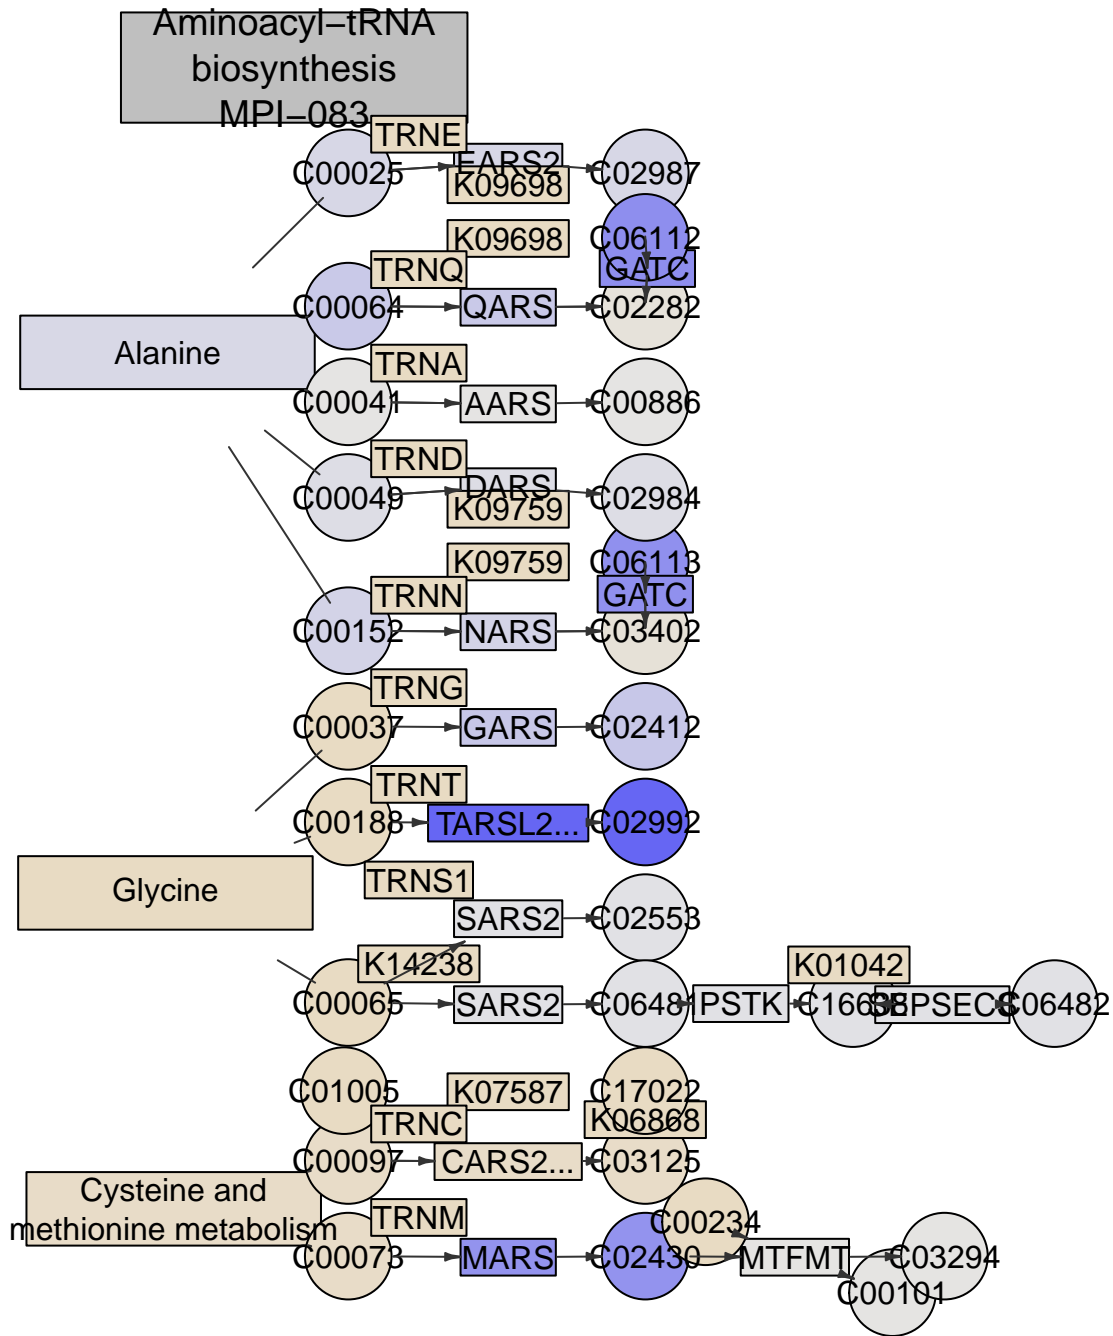 Aminoacyl−tRNA
biosynthesis
MPI−083
TRNE
C00025
EARS2
C02987
K09698
K09698
C06112
TRNQ
GATC
C00064
QARS
C02282
Alanine
TRNA
C00041
AARS
C00886
TRND
C00049
DARS
C02984
K09759
K09759
C06113
TRNN
GATC
C00152
NARS
C03402
TRNG
C00037
GARS
C02412
TRNT
C00188
TARSL2...
C02992
Glycine
TRNS1
SARS2
C02553
K14238
K01042
C00065
SARS2
C06481
PSTK
C16638
SEPSECS
C06482
C01005
K07587
C17022
TRNC
K06868
C00097
CARS2...
C03125
Cysteine and
methionine metabolism
TRNM
C00234
C00073
MARS
C02430
MTFMT
C03294
C00101